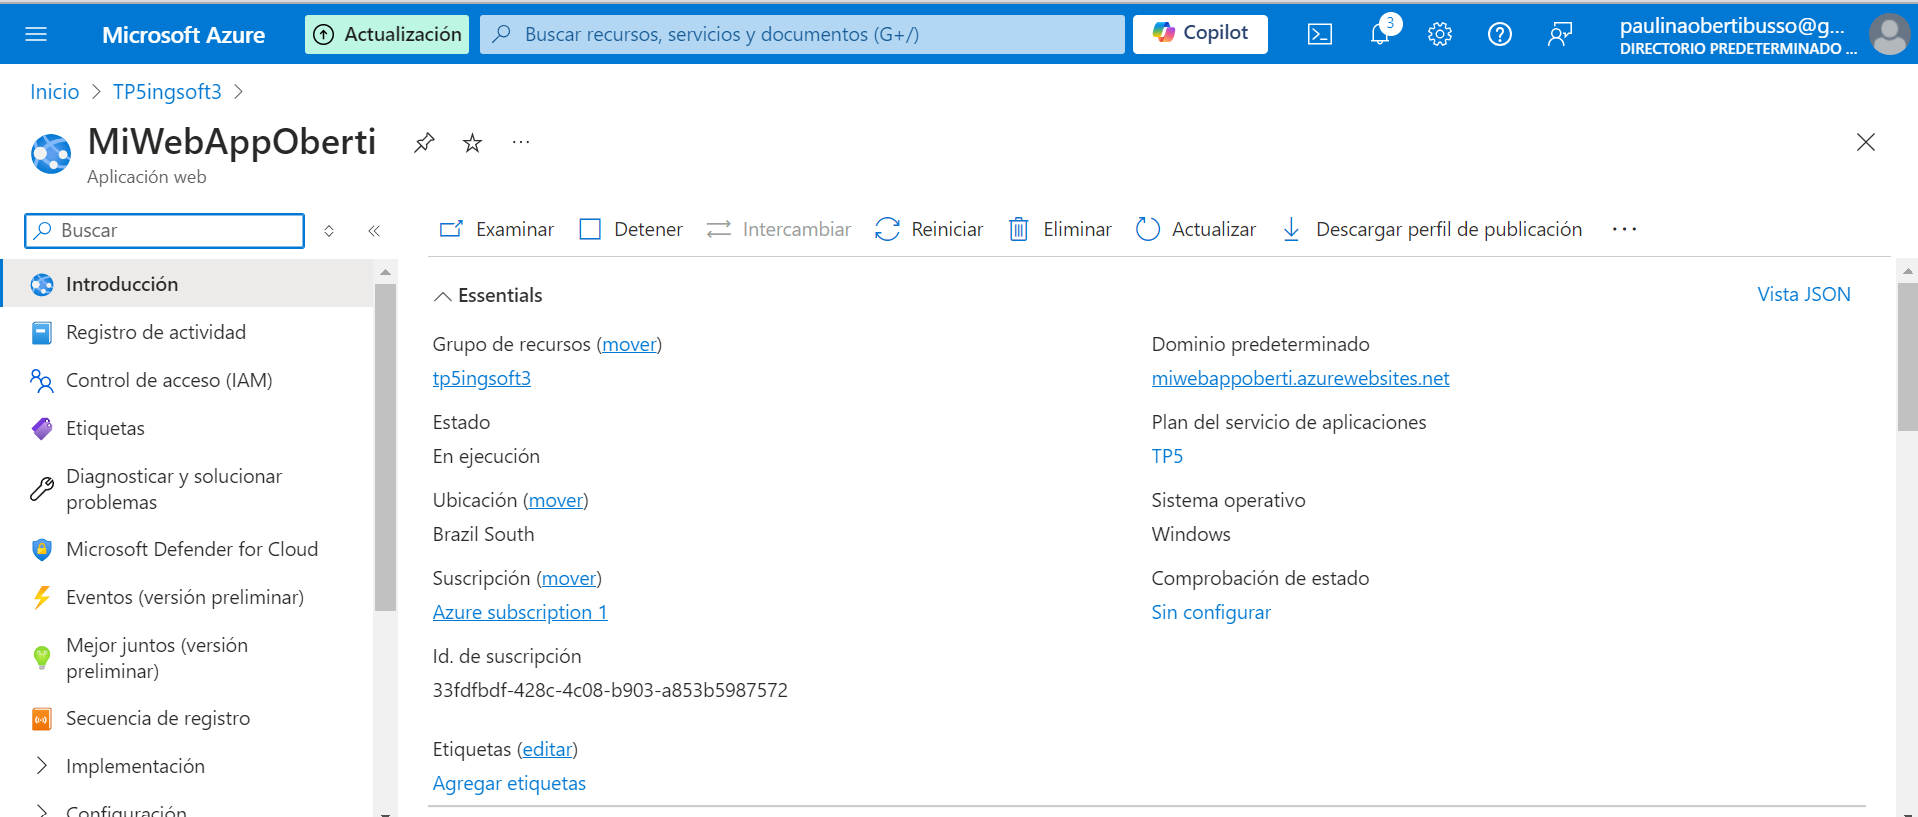 Microsoft Azure
Actualización
Buscar recursos, servicios y documentos (G+/)
Copilot
3
paulinaobertibusso@g...
DIRECTORIO PREDETERMINADO ...
Inicio > TP5ingsoft3 >
MiWebAppOberti
Aplicación web
Buscar
Examinar
Detener
Intercambiar
Reiniciar
Eliminar
Actualizar
Descargar perfil de publicación
Introducción
Registro de actividad
Control de acceso (IAM)
Etiquetas
Diagnosticar y solucionar
problemas
Microsoft Defender for Cloud
Eventos (versión preliminar)
Mejor juntos (versión
preliminar)
Secuencia de registro
Implementación
Configuración
Essentials
Vista JSON
Grupo de recursos (mover)
tp5ingsoft3
Estado
En ejecución
Ubicación (mover)
Brazil South
Suscripción (mover)
Azure subscription 1
Id. de suscripción
33fdfbdf-428c-4c08-b903-a853b5987572
Etiquetas (editar)
Agregar etiquetas
Dominio predeterminado
miwebappoberti.azurewebsites.net
Plan del servicio de aplicaciones
TP5
Sistema operativo
Windows
Comprobación de estado
Sin configurar